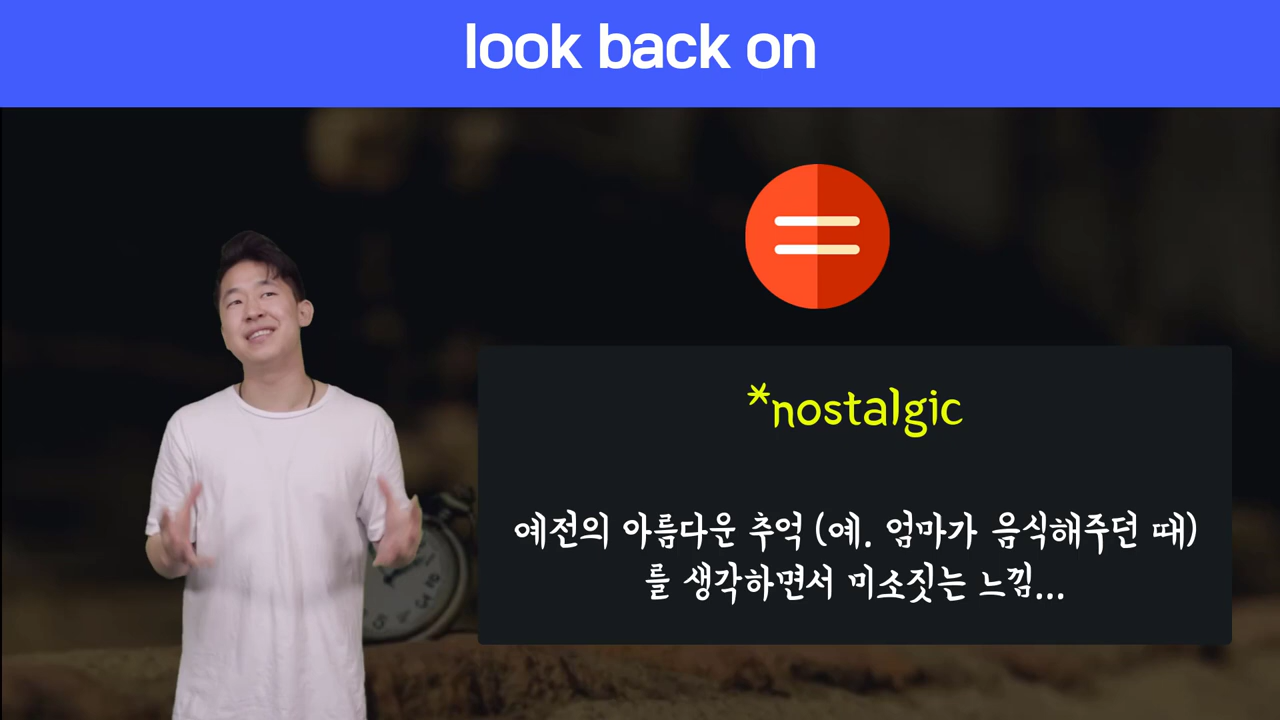 look back on
*nostalgic
예전의 아름다운 추억 (예. 엄마가 음식해주던 때)
를 생각하면서 미소짓는 느낌...